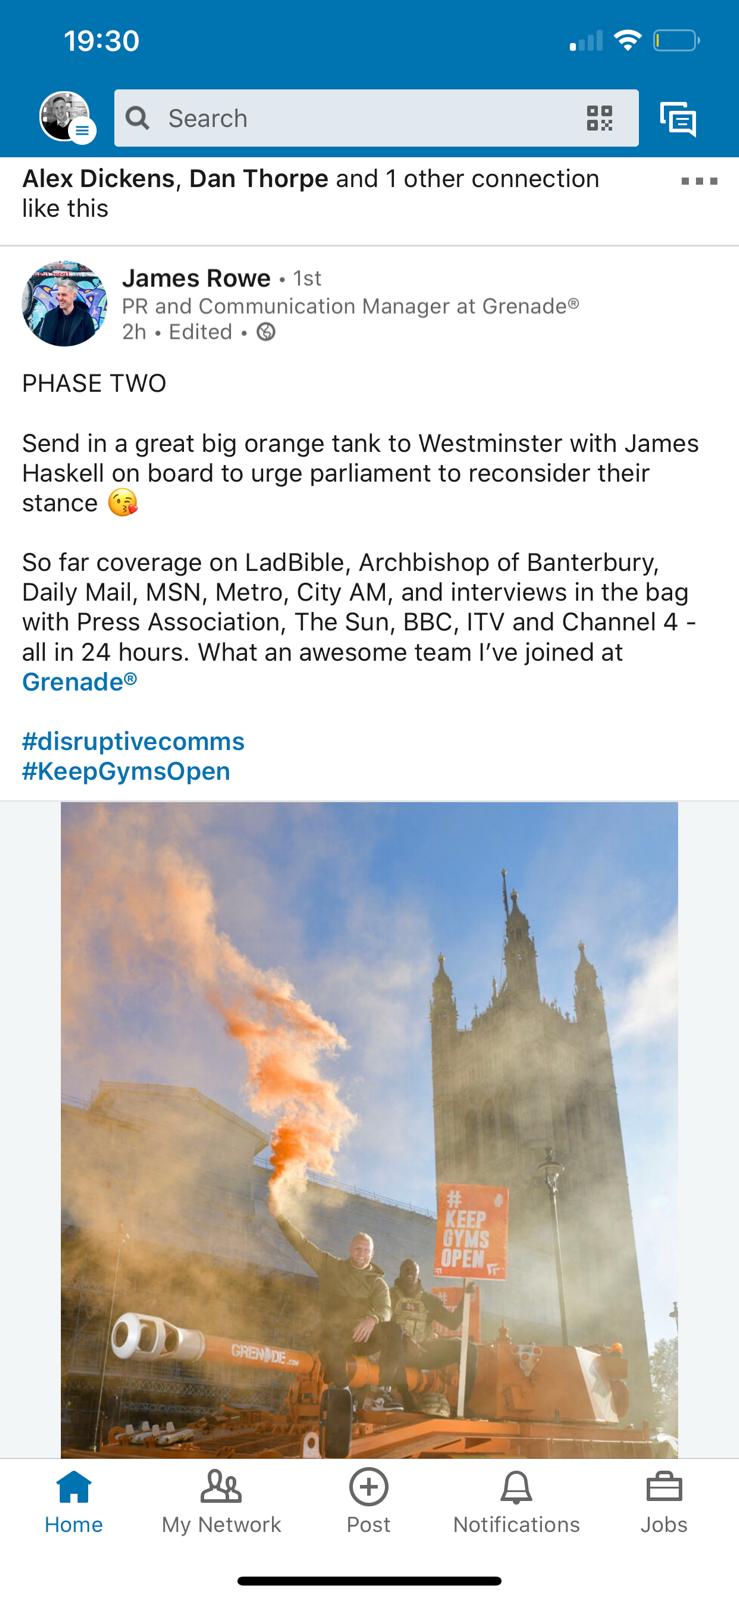 19:30
Search
Alex Dickens, Dan Thorpe and 1 other connection
like this
James Rowe • 1st
PR and Communication Manager at Grenade®
2h • Edited •
PHASE TWO
Send in a great big orange tank to Westminster with James
Haskell on board to urge parliament to reconsider their
stance 😘
So far coverage on LadBible, Archbishop of Banterbury,
Daily Mail, MSN, Metro, City AM, and interviews in the bag
with Press Association, The Sun, BBC, ITV and Channel 4 -
all in 24 hours. What an awesome team I’ve joined at
Grenade®
#disruptivecomms
#KeepGymsOpen
#
KEEP
GYMS
OPEN
GRENADE.COM
Home
My Network
Post
Notifications
Jobs